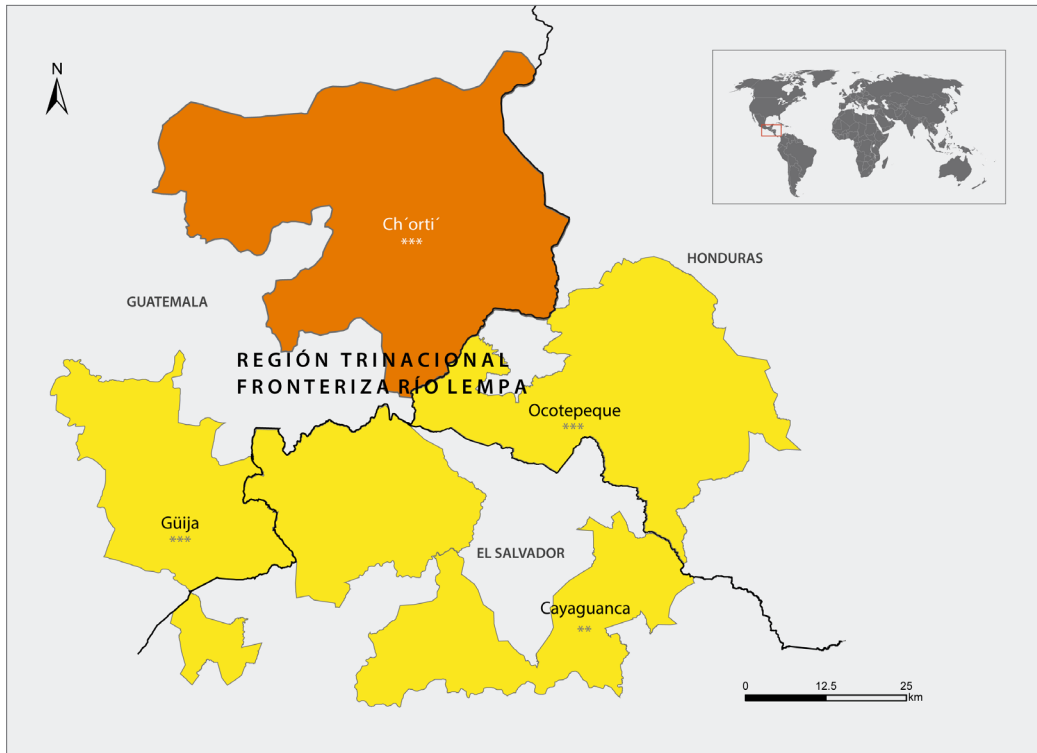 N
Ch´orti´
***
HONDURAS
GUATEMALA
REGIÓN TRINACIONAL
FRONTERIZA RÍO LEMPA
Ocotepeque
***
Güija
***
EL SALVADOR
Cayaguanca
**
0 12.5 25
km